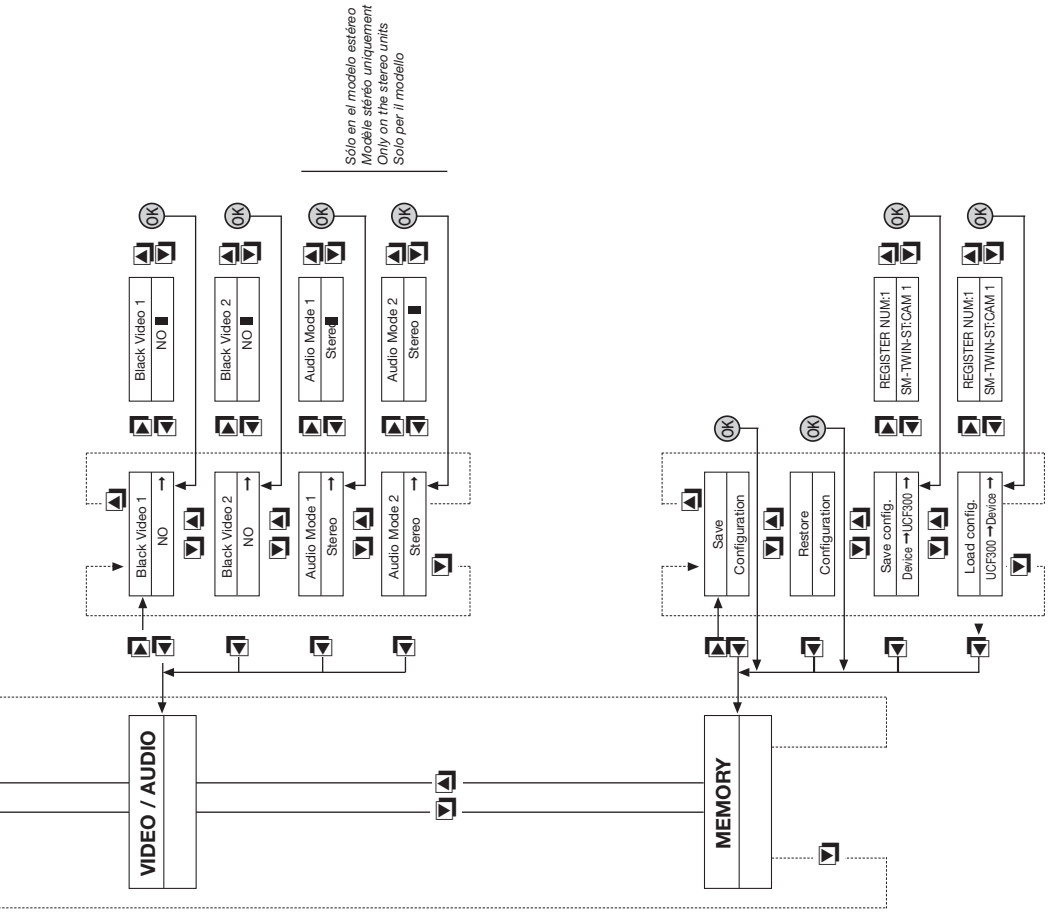 VIDEO / AUDIO
Black Video 1
NO →
Black Video 1
NO
OK
Black Video 2
NO →
Black Video 2
NO
OK
Audio Mode 1
Stereo →
Audio Mode 1
Stereo
OK
Audio Mode 2
Stereo →
Audio Mode 2
Stereo
OK
Sólo en el modelo estéreo
Modèle stéréo uniquement
Only on the stereo units
Solo per il modello
MEMORY
Save
Configuration
OK
Restore
Configuration
OK
Save config.
Device →UCF300 →
REGISTER NUM:1
SM-TWIN-ST:CAM 1
OK
Load config.
UCF300 →Device →
REGISTER NUM:1
SM-TWIN-ST:CAM 1
OK